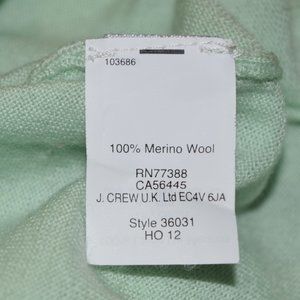 103686
100% Merino Wool
RN77388
CA56445
J. CREW U.K. Ltd EC4V 6JA
Style 36031
HO 12